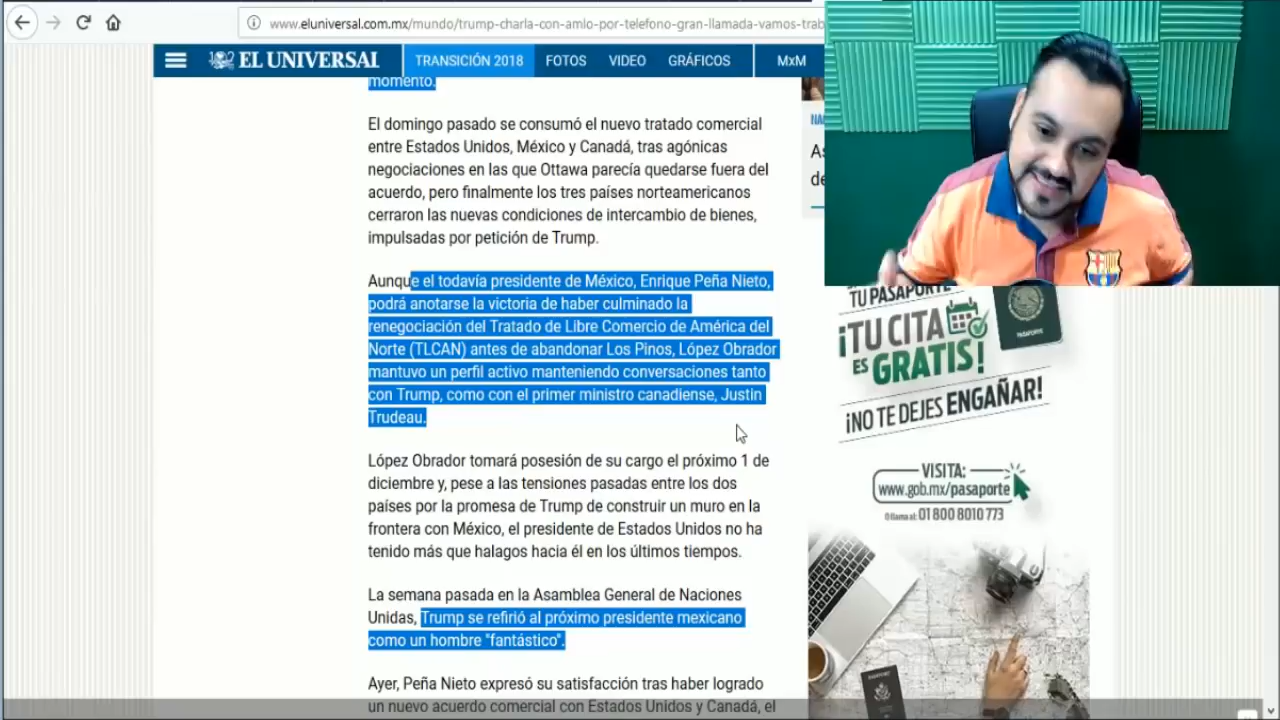 www.eluniversal.com.mx/mundo/trump-charla-con-amlo-por-telefono-gran-llamada-vamos-trab
EL UNIVERSAL
TRANSICIÓN 2018
FOTOS
VIDEO
GRÁFICOS
MxM
momento.
El domingo pasado se consumó el nuevo tratado comercial
entre Estados Unidos, México y Canadá, tras agónicas
negociaciones en las que Ottawa parecía quedarse fuera del
acuerdo, pero finalmente los tres países norteamericanos
cerraron las nuevas condiciones de intercambio de bienes,
impulsadas por petición de Trump.
Aunque el todavía presidente de México, Enrique Peña Nieto,
podrá anotarse la victoria de haber culminado la
renegociación del Tratado de Libre Comercio de América del
Norte (TLCAN) antes de abandonar Los Pinos, López Obrador
mantuvo un perfil activo manteniendo conversaciones tanto
con Trump, como con el primer ministro canadiense, Justin
Trudeau.
López Obrador tomará posesión de su cargo el próximo 1 de
diciembre y, pese a las tensiones pasadas entre los dos
países por la promesa de Trump de construir un muro en la
frontera con México, el presidente de Estados Unidos no ha
tenido más que halagos hacia él en los últimos tiempos.
La semana pasada en la Asamblea General de Naciones
Unidas, Trump se refirió al próximo presidente mexicano
como un hombre "fantástico".
Ayer, Peña Nieto expresó su satisfacción tras haber logrado
un nuevo acuerdo comercial con Estados Unidos y Canadá, el
TU PASAPORTE
¡TU CITA
ES GRATIS!
¡NO TE DEJES ENGAÑAR!
VISITA:
www.gob.mx/pasaporte
O llama al: 01 800 8010 773
PASAPORTE